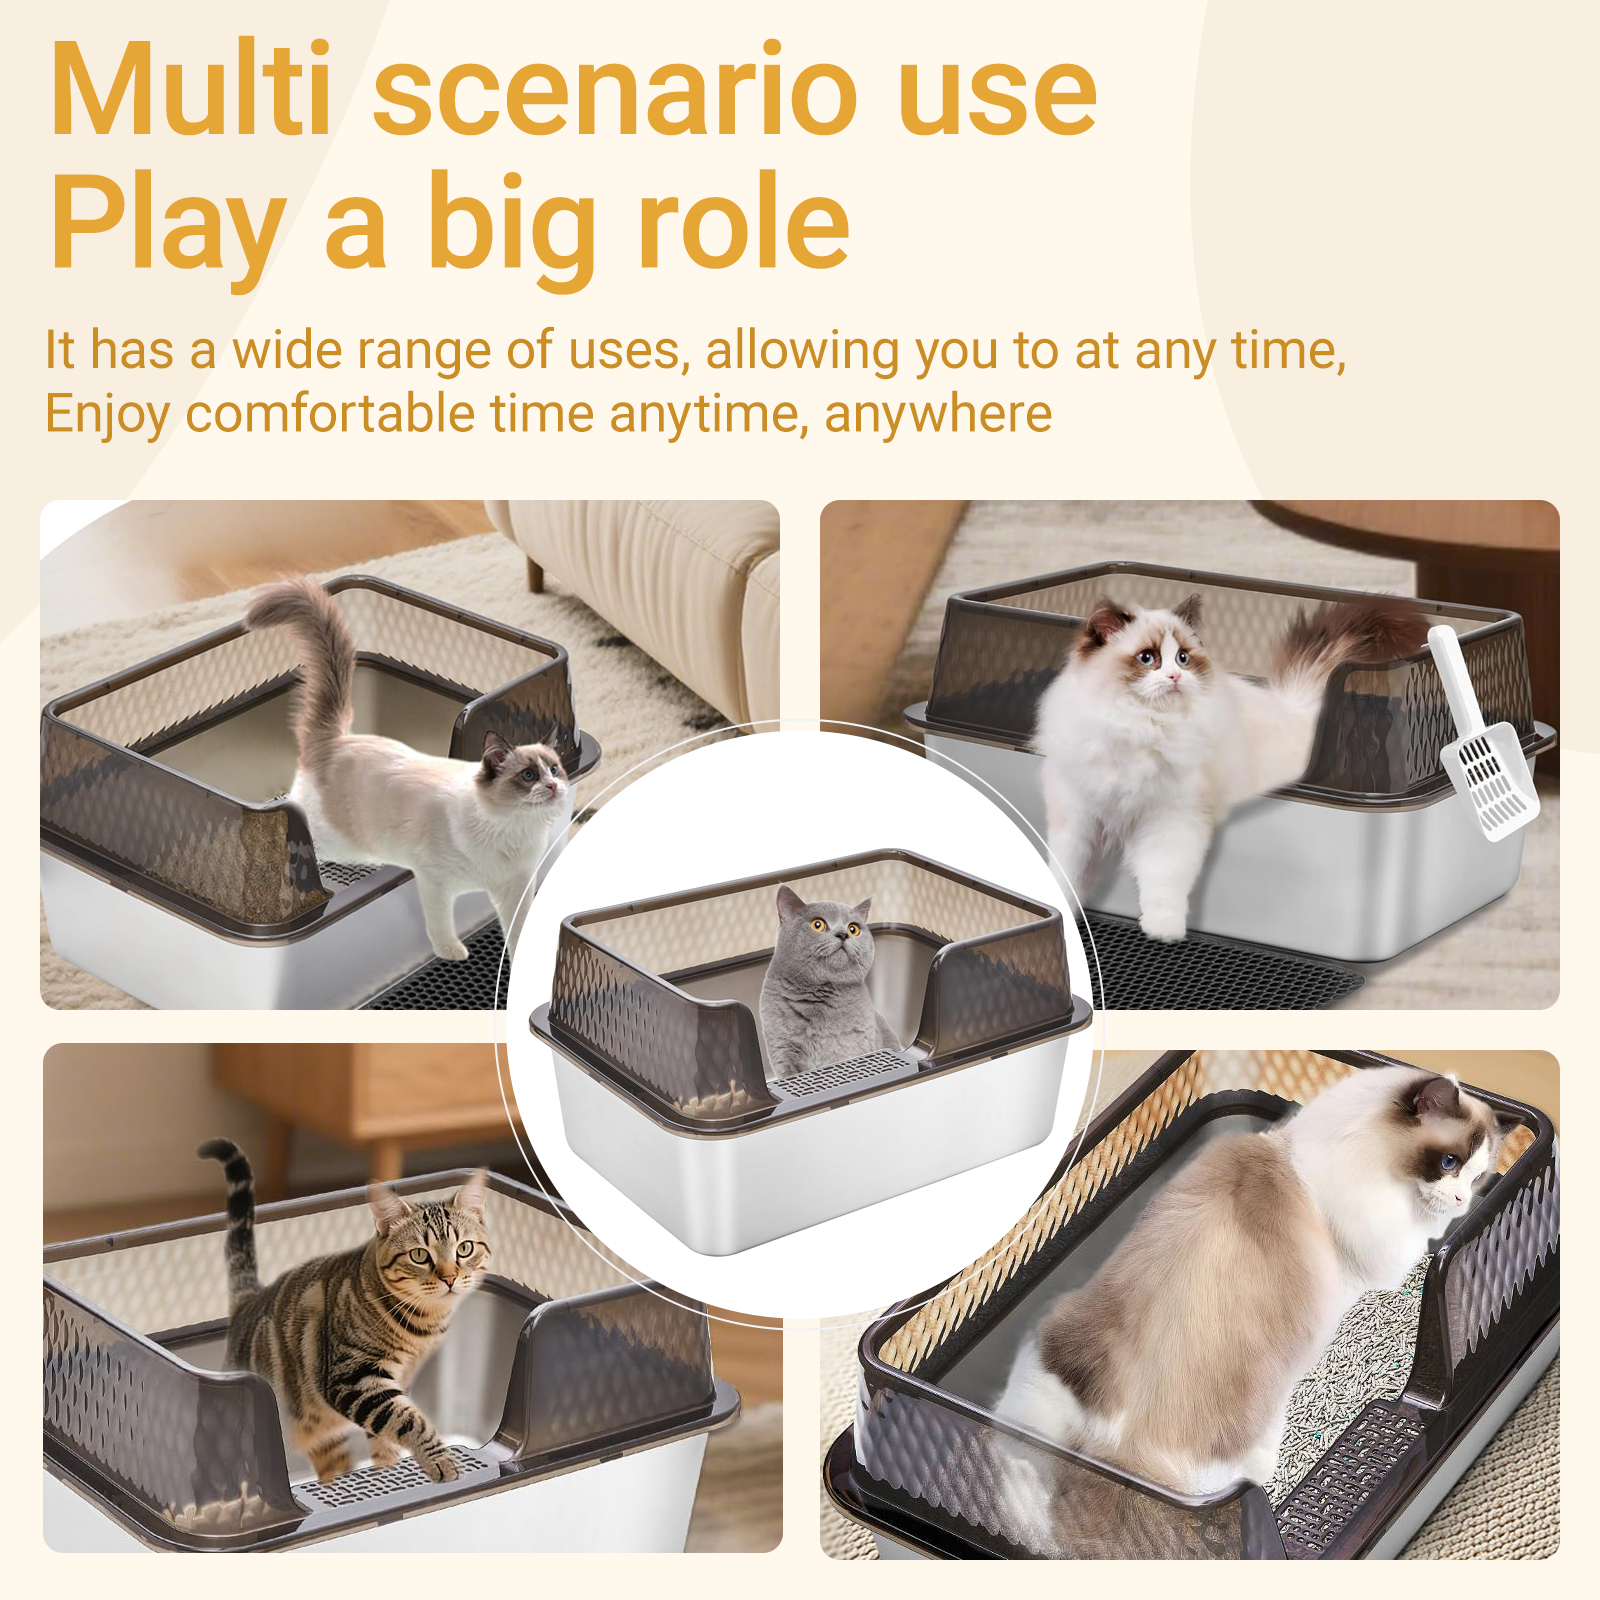 Multi scenario use
Play a big role
It has a wide range of uses, allowing you to at any time,
Enjoy comfortable time anytime, anywhere